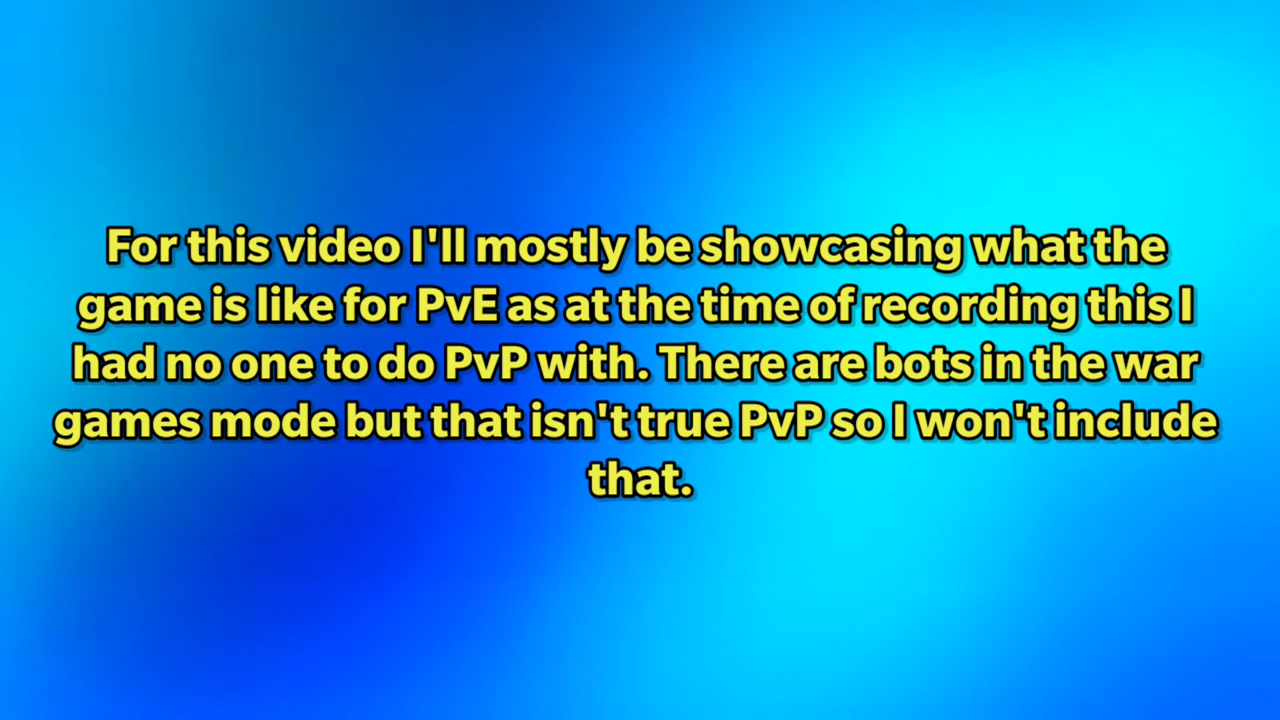 For this video I'll mostly be showcasing what the
game is like for PvE as at the time of recording this I
had no one to do PvP with. There are bots in the war
games mode but that isn't true PvP so I won't include
that.